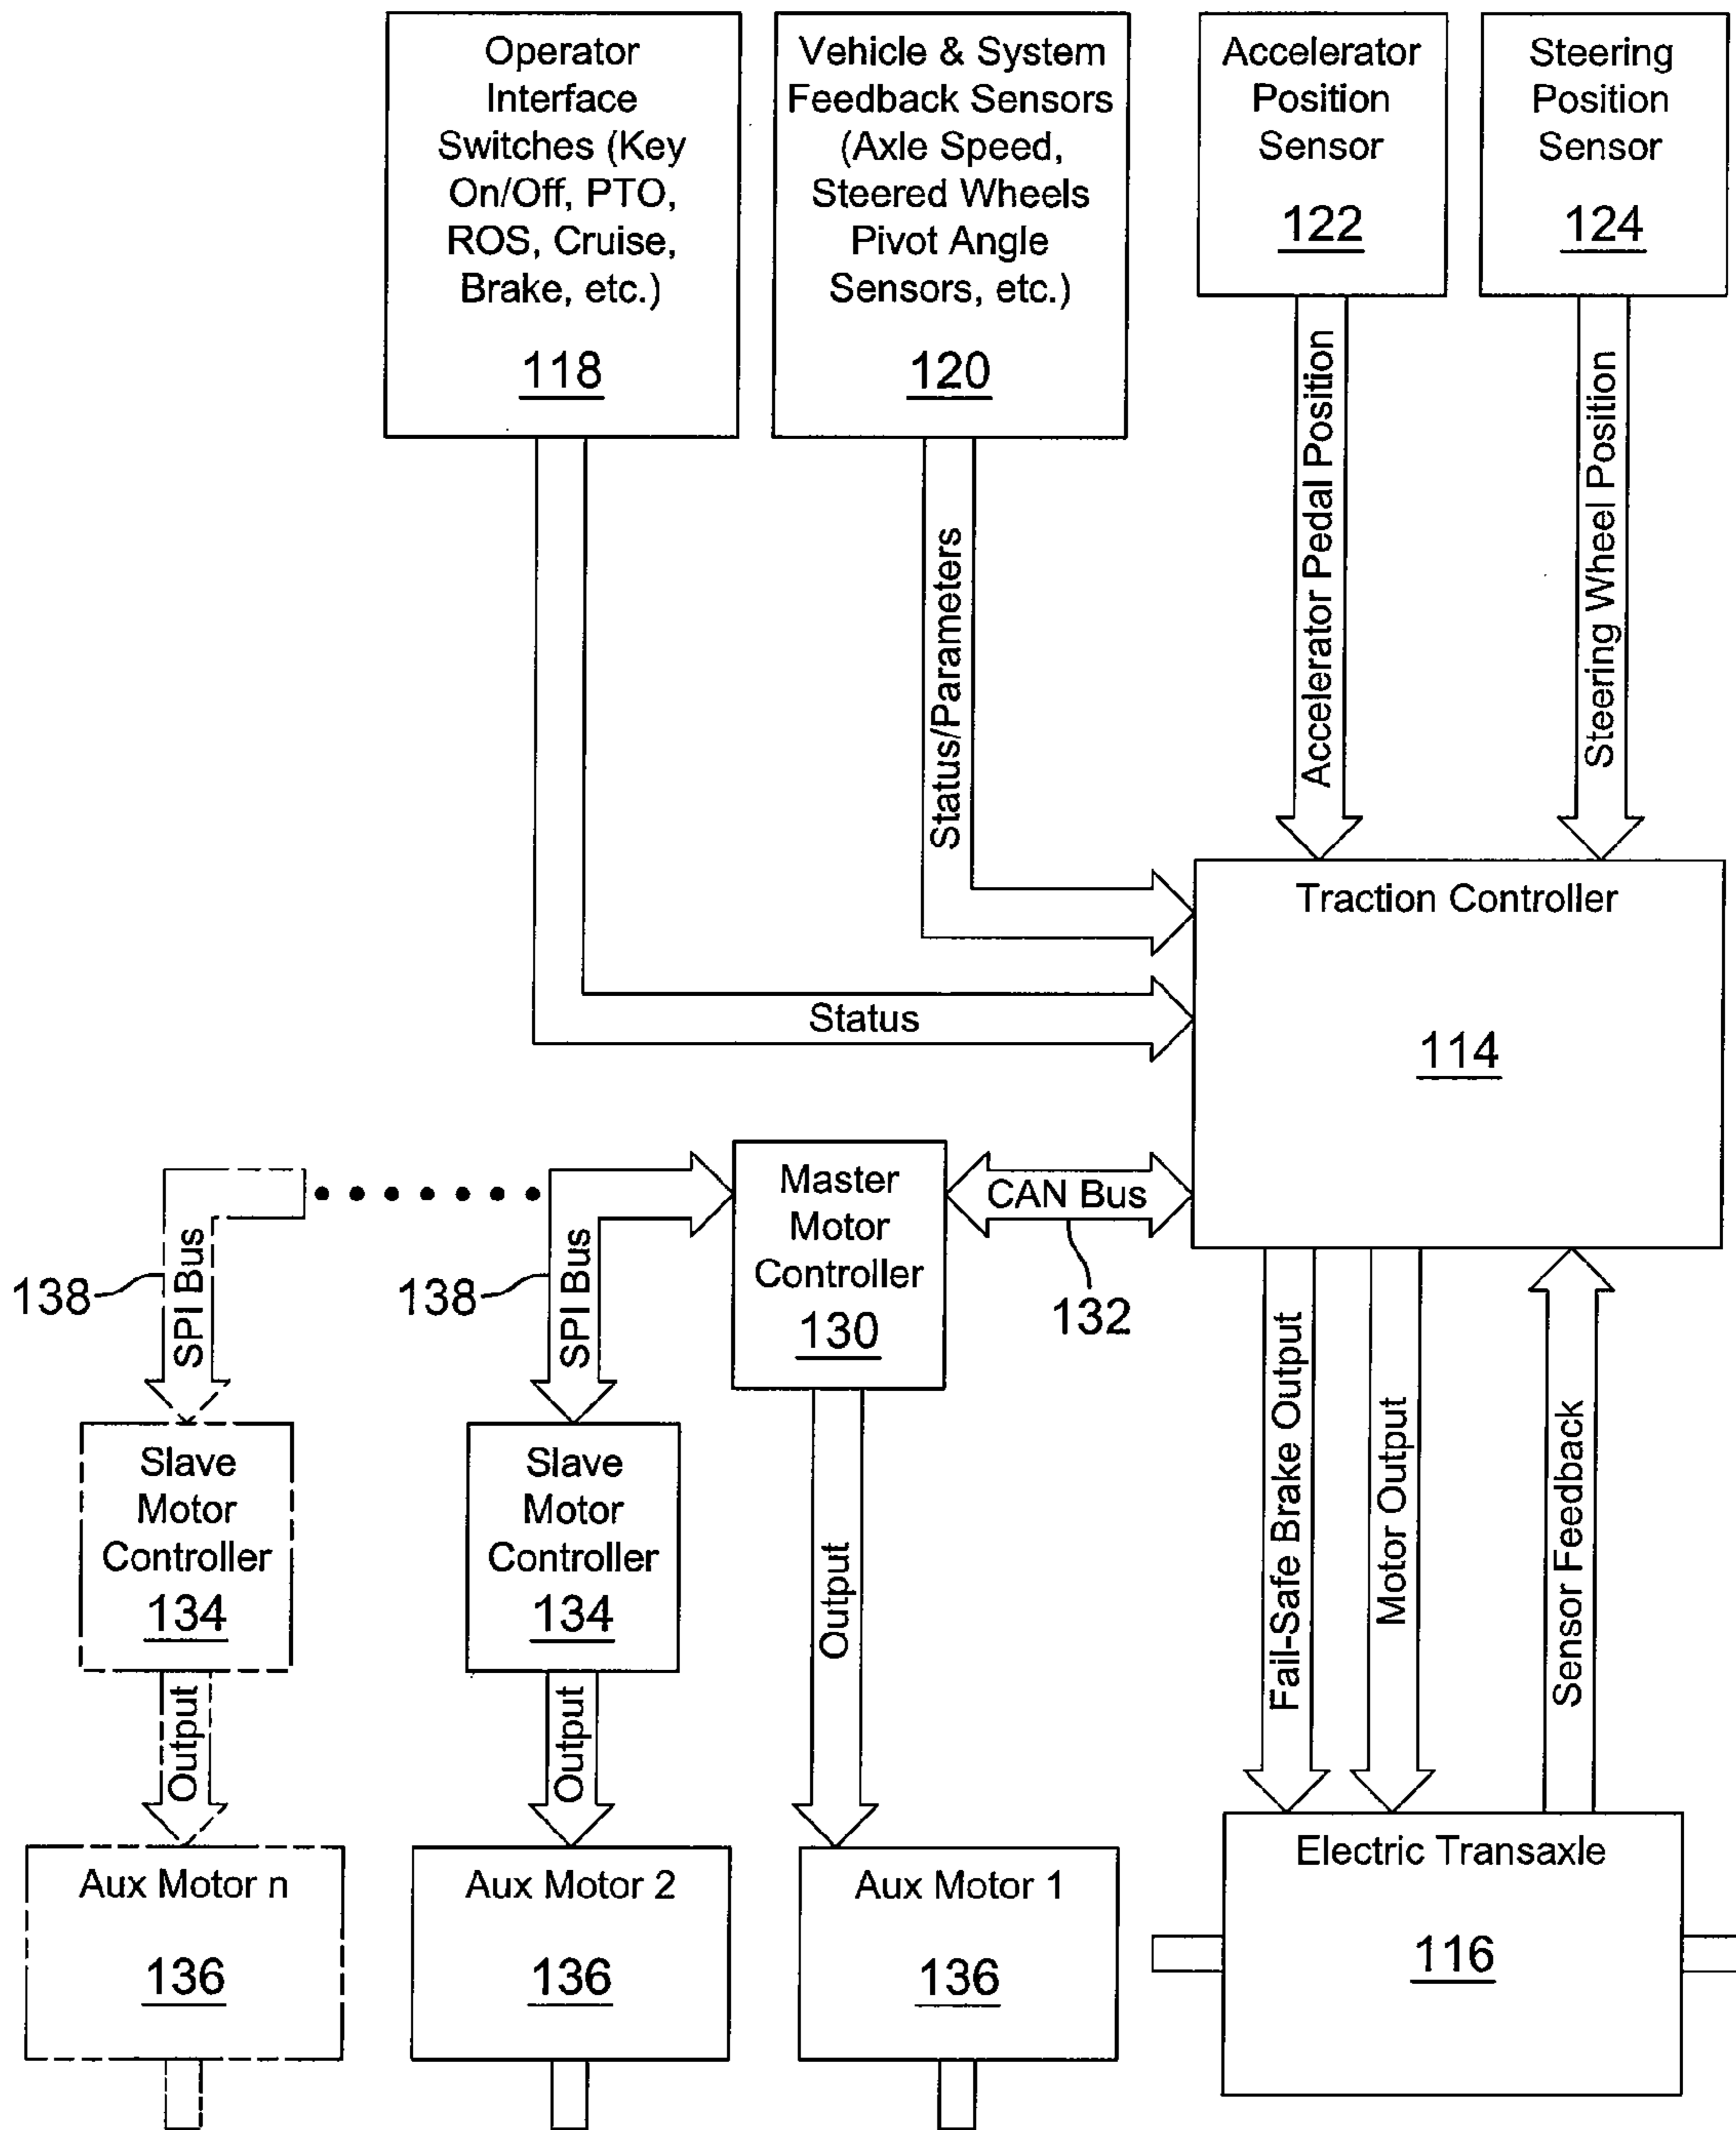 Operator
Interface
Switches (Key
On/Off, PTO,
ROS, Cruise,
Brake, etc.)
118
Vehicle & System
Feedback Sensors
(Axle Speed,
Steered Wheels
Pivot Angle
Sensors, etc.)
120
Accelerator
Position
Sensor
122
Steering
Position
Sensor
124
Status/Parameters
Accelerator Pedal Position
Steering Wheel Position
Status
Traction Controller
114
Master
Motor
Controller
130
CAN Bus
132
138
SPI Bus
138
SPI Bus
Slave
Motor
Controller
134
Slave
Motor
Controller
134
Output
Output
Output
Fail-Safe Brake Output
Motor Output
Sensor Feedback
Aux Motor n
136
Aux Motor 2
136
Aux Motor 1
136
Electric Transaxle
116